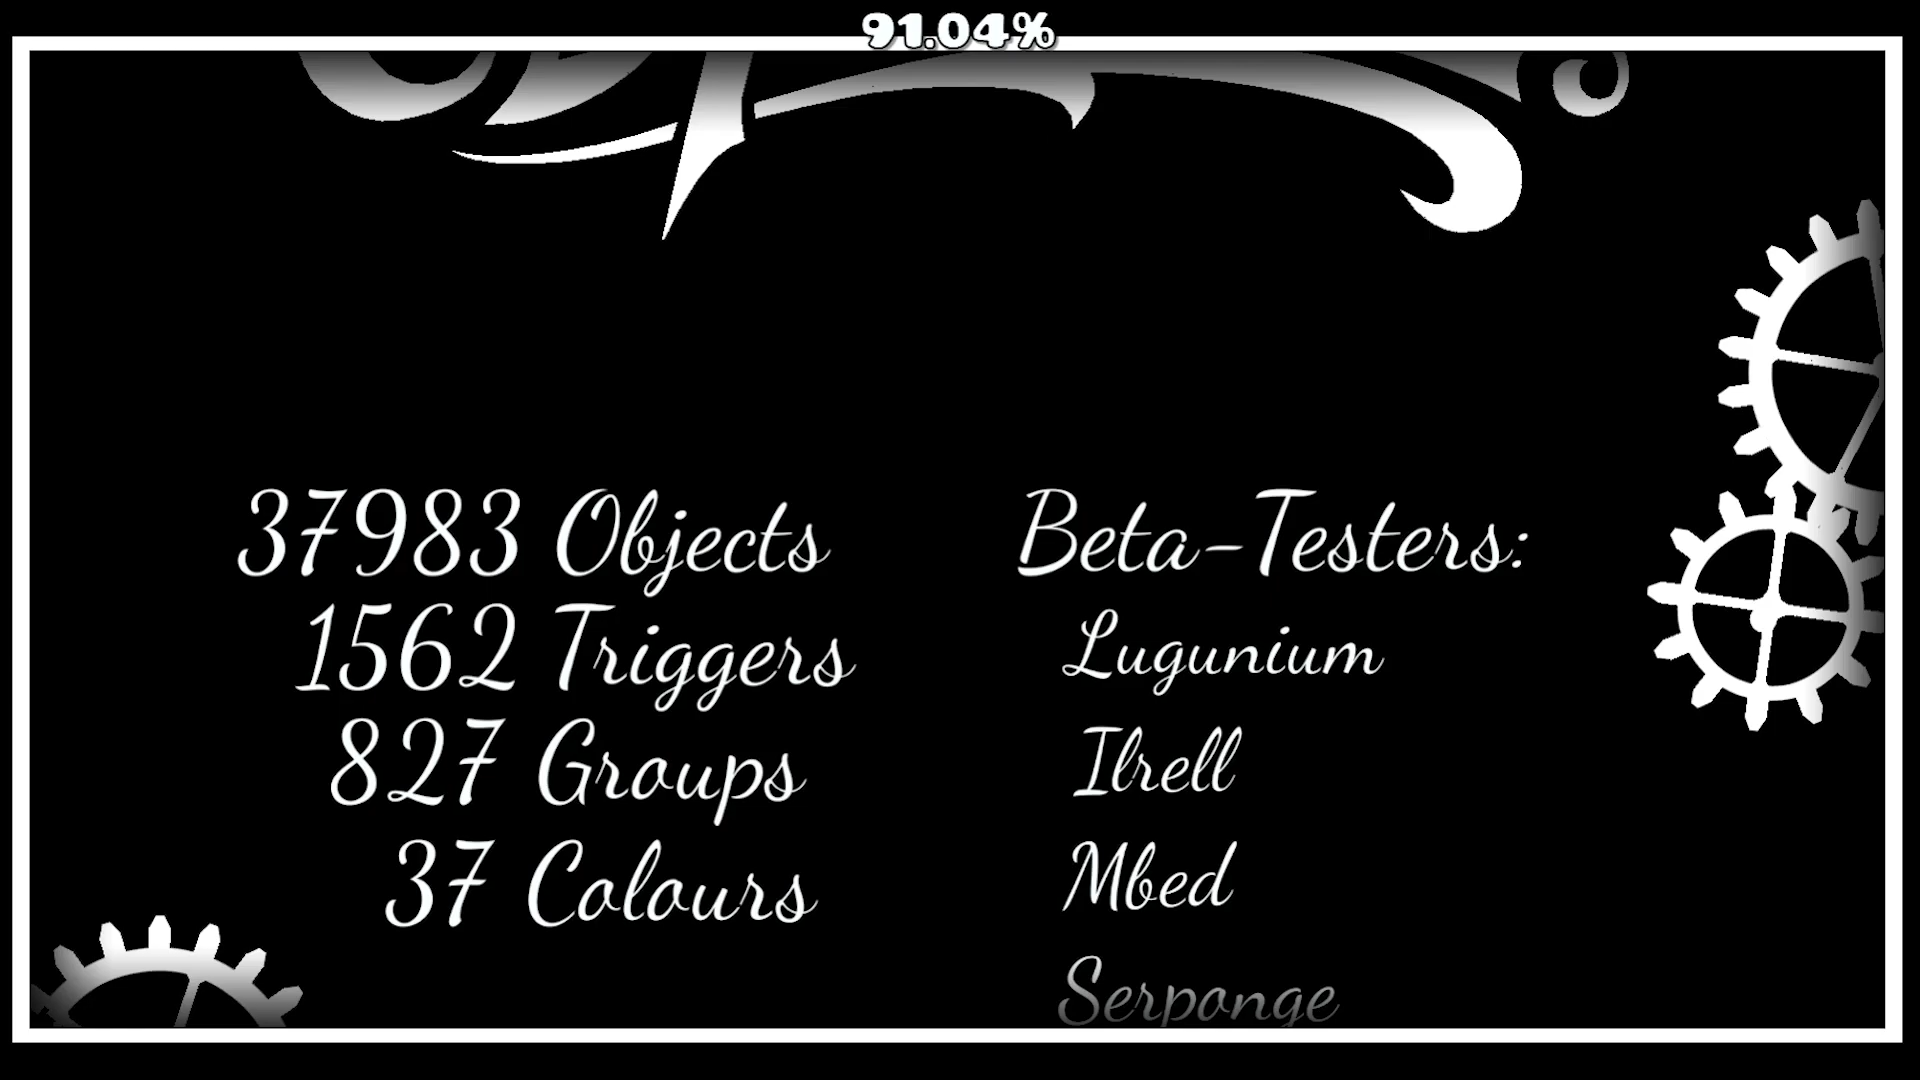 91.04%
37983 Objects
1562 Triggers
827 Groups
37 Colours
Beta-Testers:
Lugunium
Ilrell
Mbed
Serponge